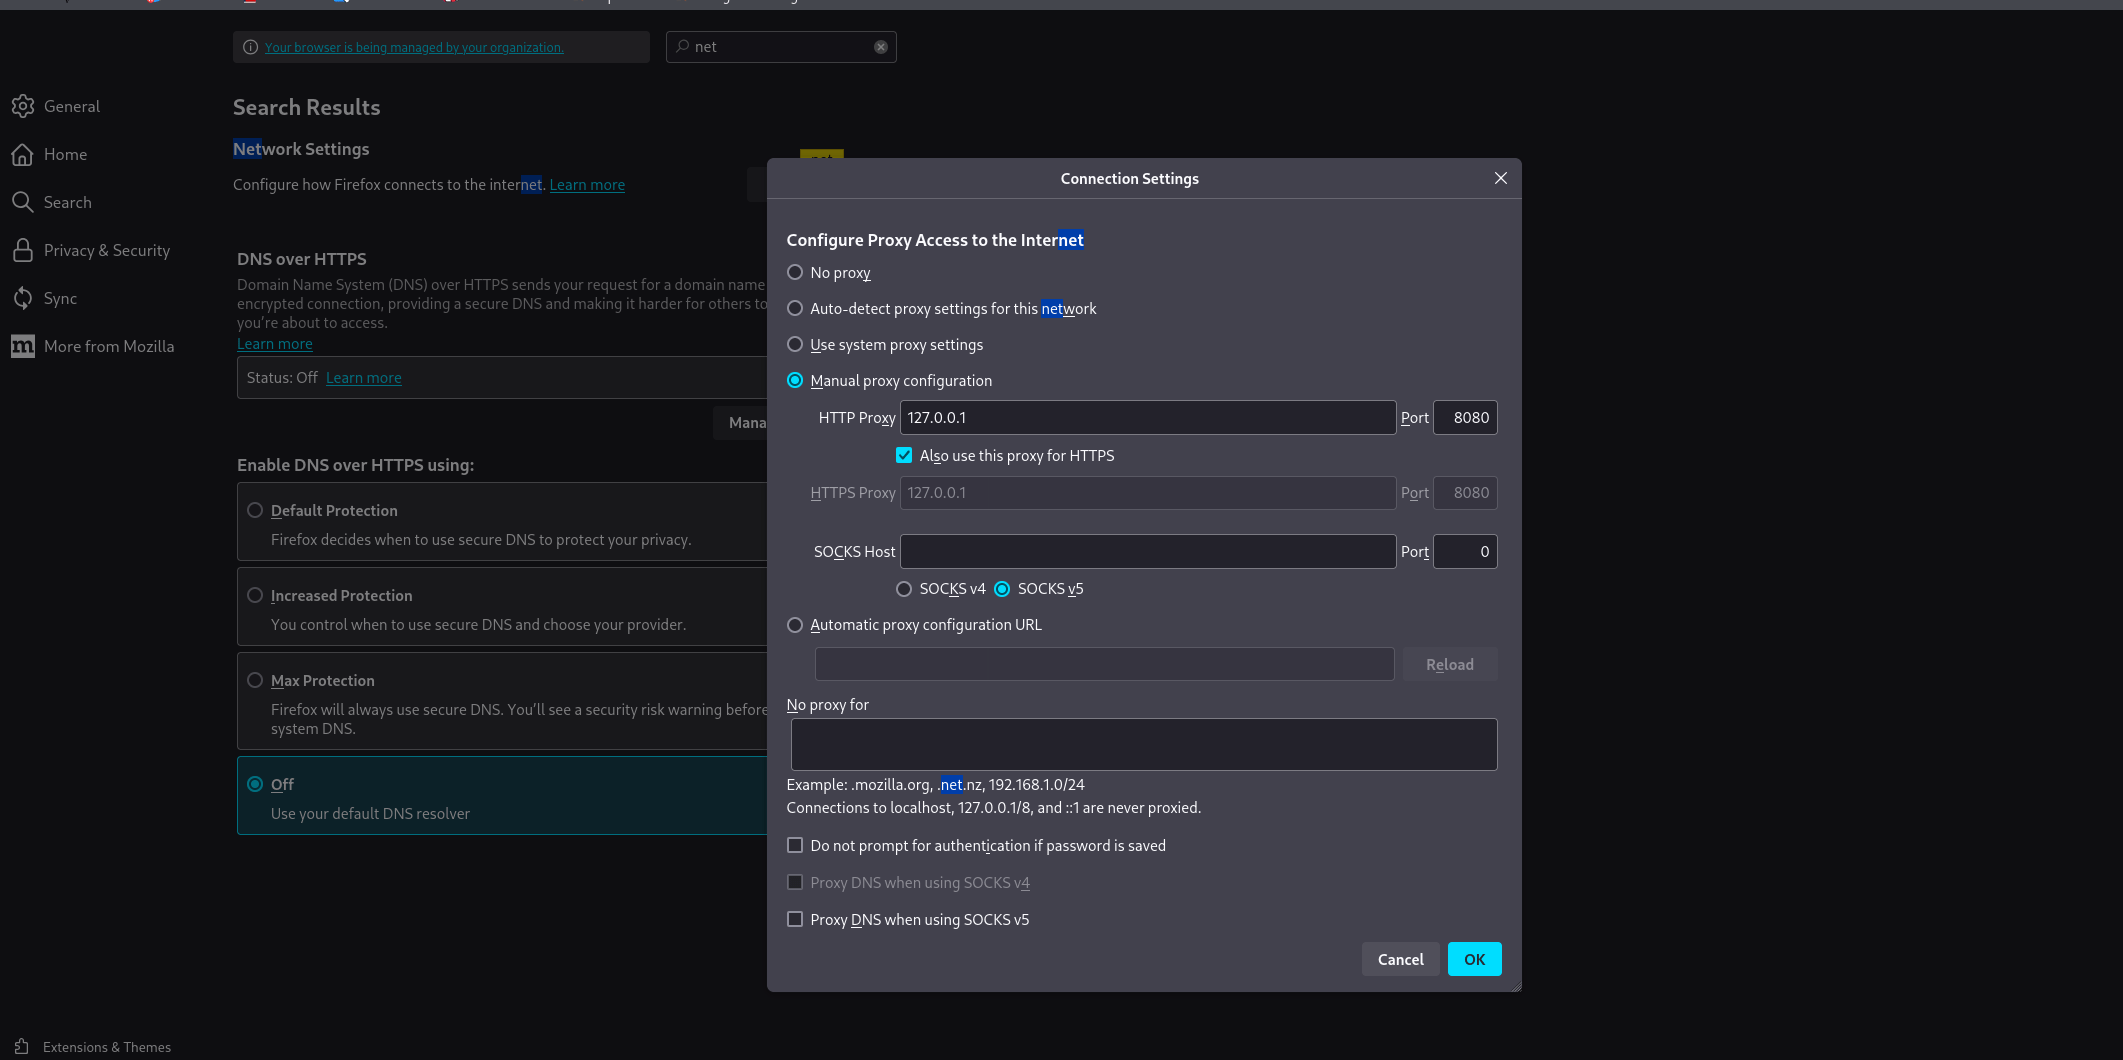 Your browser is being managed by your organization.
net
General
Home
Search
Privacy & Security
Sync
More from Mozilla
Extensions & Themes
Search Results
Network Settings
Configure how Firefox connects to the internet. Learn more
DNS over HTTPS
Domain Name System (DNS) over HTTPS sends your request for a domain name
encrypted connection, providing a secure DNS and making it harder for others to
you're about to access.
Learn more
Status: Off Learn more
Enable DNS over HTTPS using:
Default Protection
Firefox decides when to use secure DNS to protect your privacy.
Increased Protection
You control when to use secure DNS and choose your provider.
Max Protection
Firefox will always use secure DNS. You'll see a security risk warning before
system DNS.
Off
Use your default DNS resolver
Connection Settings
Configure Proxy Access to the Internet
No proxy
Auto-detect proxy settings for this network
Use system proxy settings
Manual proxy configuration
HTTP Proxy 127.0.0.1 Port 8080
Also use this proxy for HTTPS
HTTPS Proxy 127.0.0.1 Port 8080
SOCKS Host Port 0
SOCKS v4 SOCKS v5
Automatic proxy configuration URL
Reload
No proxy for
Example: .mozilla.org, .net.nz, 192.168.1.0/24
Connections to localhost, 127.0.0.1/8, and ::1 are never proxied.
Do not prompt for authentication if password is saved
Proxy DNS when using SOCKS v4
Proxy DNS when using SOCKS v5
Cancel OK